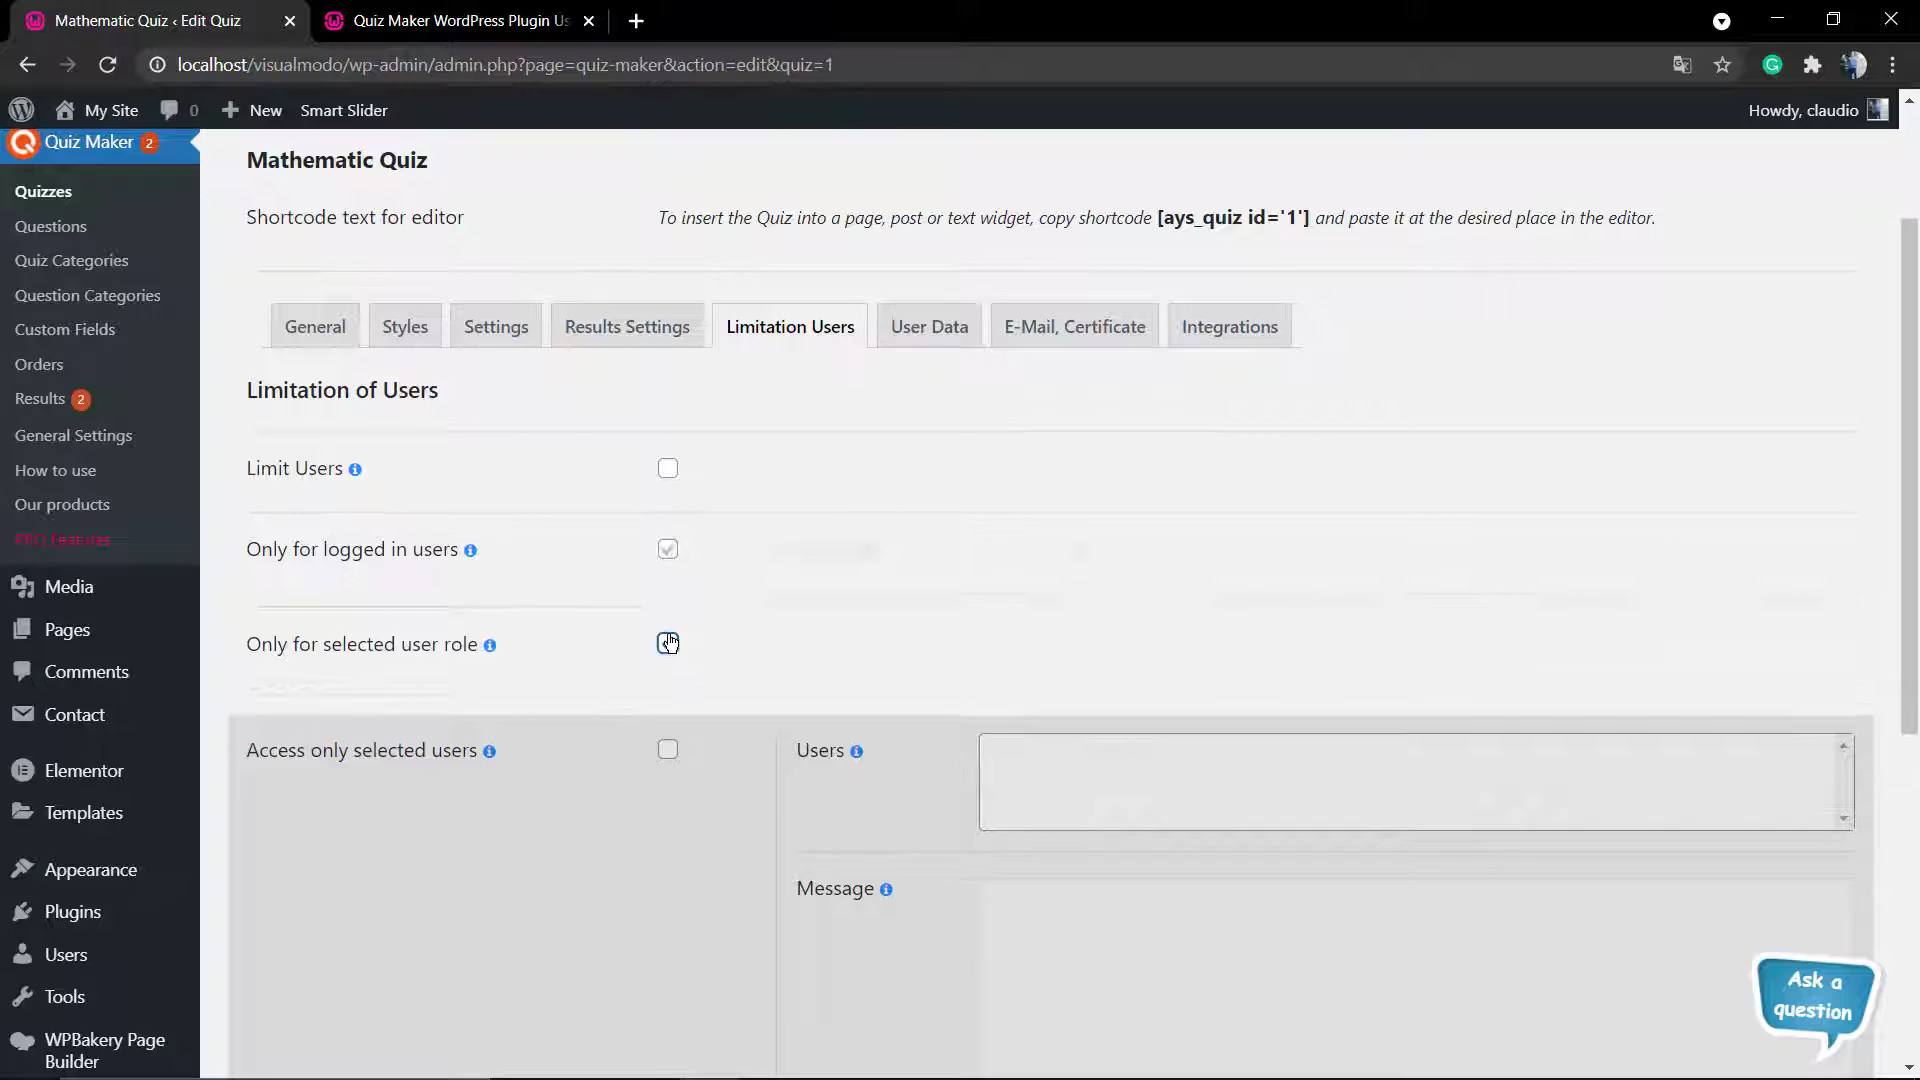 Mathematic Quiz ‹ Edit Quiz
Quiz Maker WordPress Plugin Us
localhost/visualmodo/wp-admin/admin.php?page=quiz-maker&action=edit&quiz=1
My Site
0
New
Smart Slider
Howdy, claudio
Quiz Maker 2
Quizzes
Questions
Quiz Categories
Question Categories
Custom Fields
Orders
Results 2
General Settings
How to use
Our products
PRO Features
Media
Pages
Comments
Contact
Elementor
Templates
Appearance
Plugins
Users
Tools
WPBakery Page
Builder
Mathematic Quiz
Shortcode text for editor
To insert the Quiz into a page, post or text widget, copy shortcode [ays_quiz id='1'] and paste it at the desired place in the editor.
General
Styles
Settings
Results Settings
Limitation Users
User Data
E-Mail, Certificate
Integrations
Limitation of Users
Limit Users
Only for logged in users
Only for selected user role
Access only selected users
Users
Message
Ask a
question